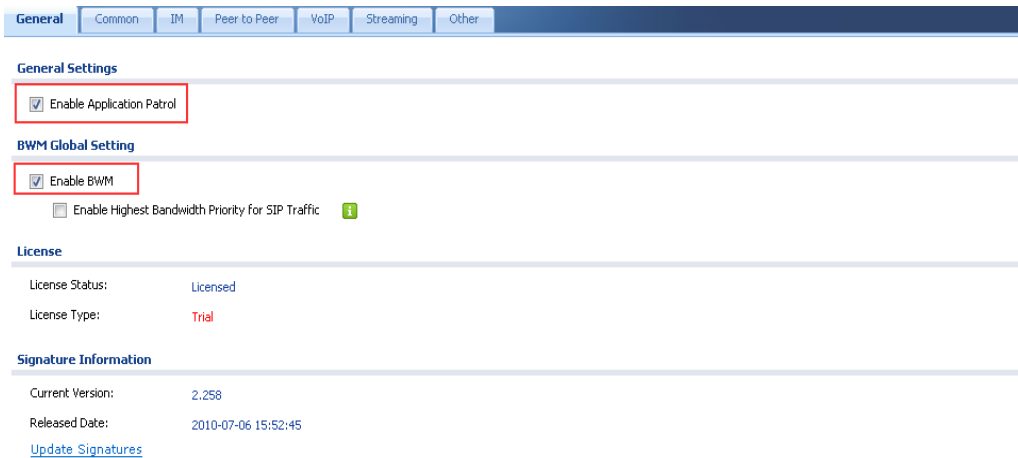 General Common IM Peer to Peer VoIP Streaming Other
General Settings
Enable Application Patrol
BWM Global Setting
Enable BWM
Enable Highest Bandwidth Priority for SIP Traffic i
License
License Status: Licensed
License Type: Trial
Signature Information
Current Version: 2.258
Released Date: 2010-07-06 15:52:45
Update Signatures